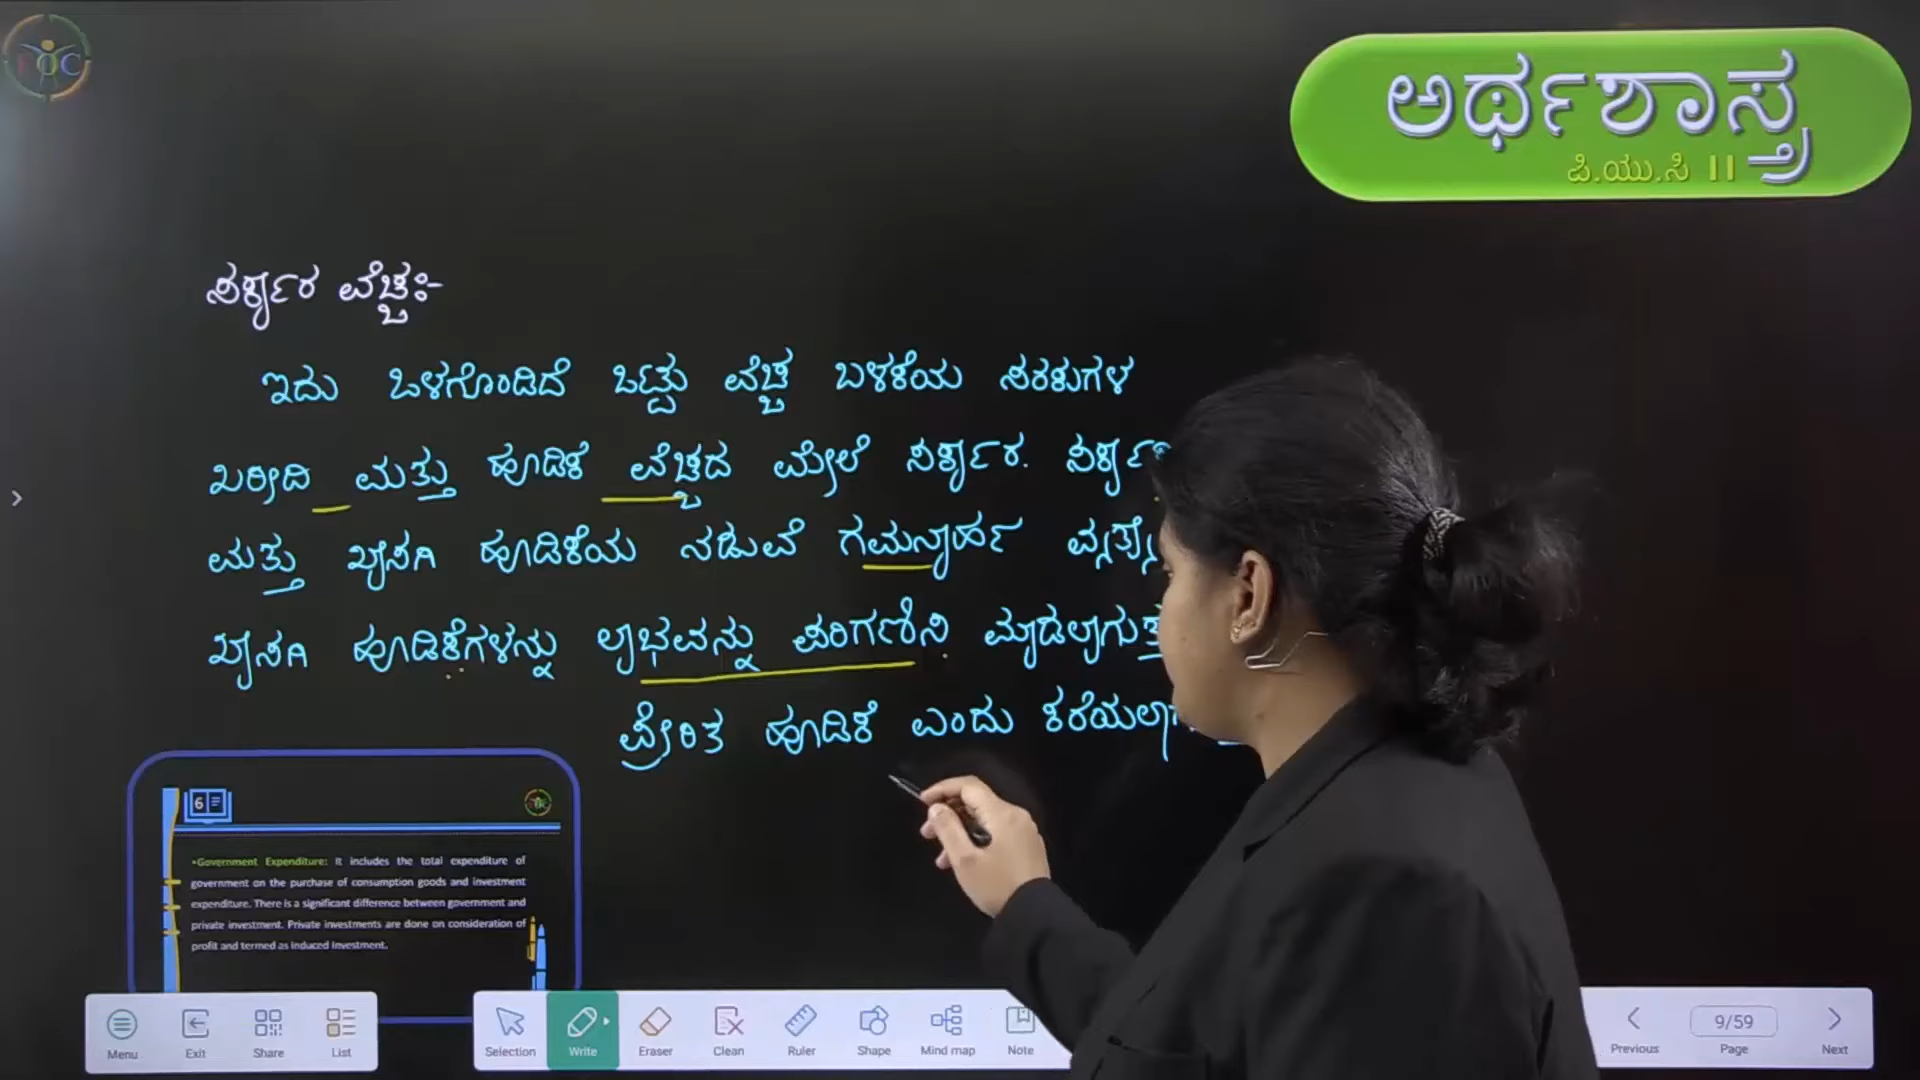 FOC
ಅರ್ಥಶಾಸ್ತ್ರ
ಪಿ.ಯು.ಸಿ II
ಸರ್ಕಾರ ವೆಚ್ಚ:-
ಇದು ಒಳಗೊಂಡಿದೆ ಒಟ್ಟು ವೆಚ್ಚ ಬಳಕೆಯ ಸರಕುಗಳ
ಖರೀದಿ ಮತ್ತು ಹೂಡಿಕೆ ವೆಚ್ಚದ ಮೇಲೆ ಸರ್ಕಾರ.
ಮತ್ತು ಖಾಸಗಿ ಹೂಡಿಕೆಯ ನಡುವೆ ಗಮನಾರ್ಹ
ಖಾಸಗಿ ಹೂಡಿಕೆಗಳನ್ನು ಲಾಭವನ್ನು ಪರಿಗಣಿಸಿ
ಪ್ರೇರಿತ ಹೂಡಿಕೆ ಎಂದು
6
•Government Expenditure: It includes the total expenditure of
government on the purchase of consumption goods and investment
expenditure. There is a significant difference between government and
private investment. Private investments are done on consideration of
profit and termed as induced investment.
Menu Exit Share List
Selection Write Eraser Clean Ruler Shape Mind map Note
9/59
Previous Page Next